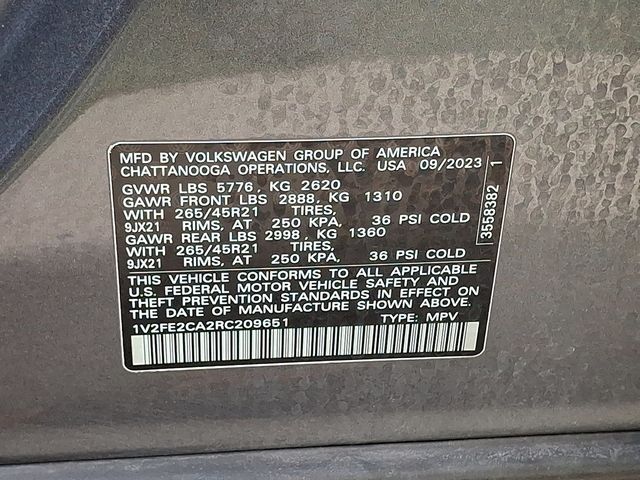 MFD BY VOLKSWAGEN GROUP OF AMERICA
CHATTANOOGA OPERATIONS, LLC. USA 09/2023
GVWR LBS 5776, KG 2620
GAWR FRONT LBS 2888, KG 1310
WITH 265/45R21 TIRES,
9JX21 RIMS, AT 250 KPA, 36 PSI COLD
GAWR REAR LBS 2998, KG 1360
WITH 265/45R21 TIRES,
9JX21 RIMS, AT 250 KPA, 36 PSI COLD
THIS VEHICLE CONFORMS TO ALL APPLICABLE
U.S. FEDERAL MOTOR VEHICLE SAFETY AND
THEFT PREVENTION STANDARDS IN EFFECT ON
THE DATE OF MANUFACTURE SHOWN ABOVE.
1V2FE2CA2RC209651 TYPE: MPV
3558382 1